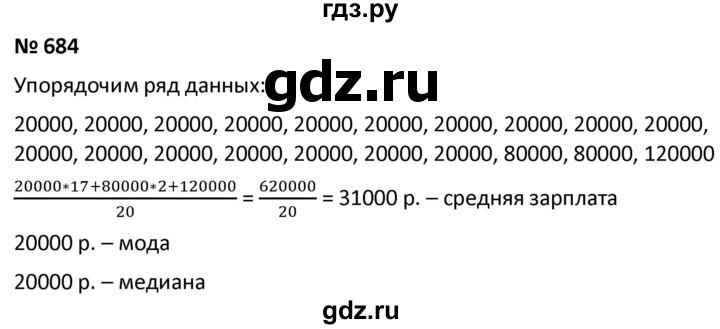 гдз.ру
№ 684
Упорядочим ряд данных:
gdz.ru
20000, 20000, 20000, 20000, 20000, 20000, 20000, 20000, 20000, 20000,
20000, 20000, 20000, 20000, 20000, 20000, 20000, 80000, 80000, 120000
20000*17+80000*2+120000/20 = 620000/20 = 31000 р. – средняя зарплата
20000 р. – мода
20000 р. – медиана
gdz.ru